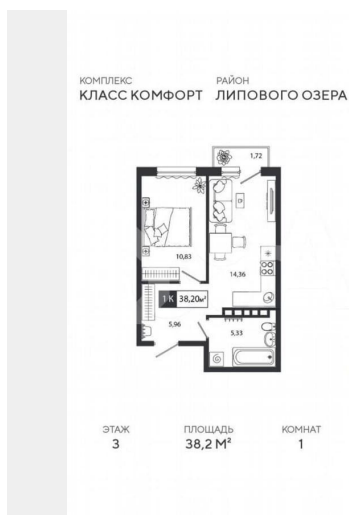 КОМПЛЕКС РАЙОН
КЛАСС КОМФОРТ ЛИПОВОГО ОЗЕРА
1,72
10,83
14,36
1 К 38,20м²
5,96
5,33
ЭТАЖ ПЛОЩАДЬ КОМНАТ
3 38,2 М² 1